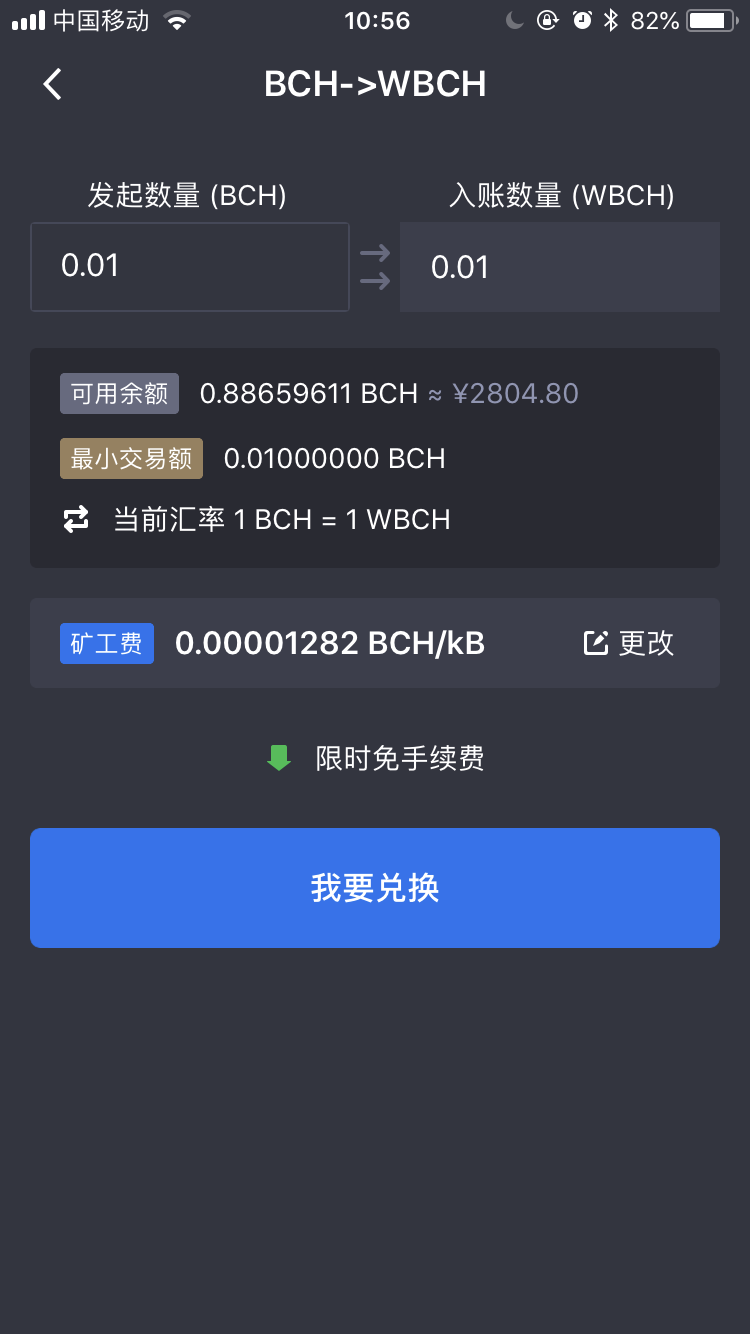 中国移动 10:56 82%
BCH->WBCH
发起数量 (BCH) 入账数量 (WBCH)
0.01 0.01
可用余额 0.88659611 BCH ≈ ¥2804.80
最小交易额 0.01000000 BCH
当前汇率 1 BCH = 1 WBCH
矿工费 0.00001282 BCH/kB 更改
限时免手续费
我要兑换